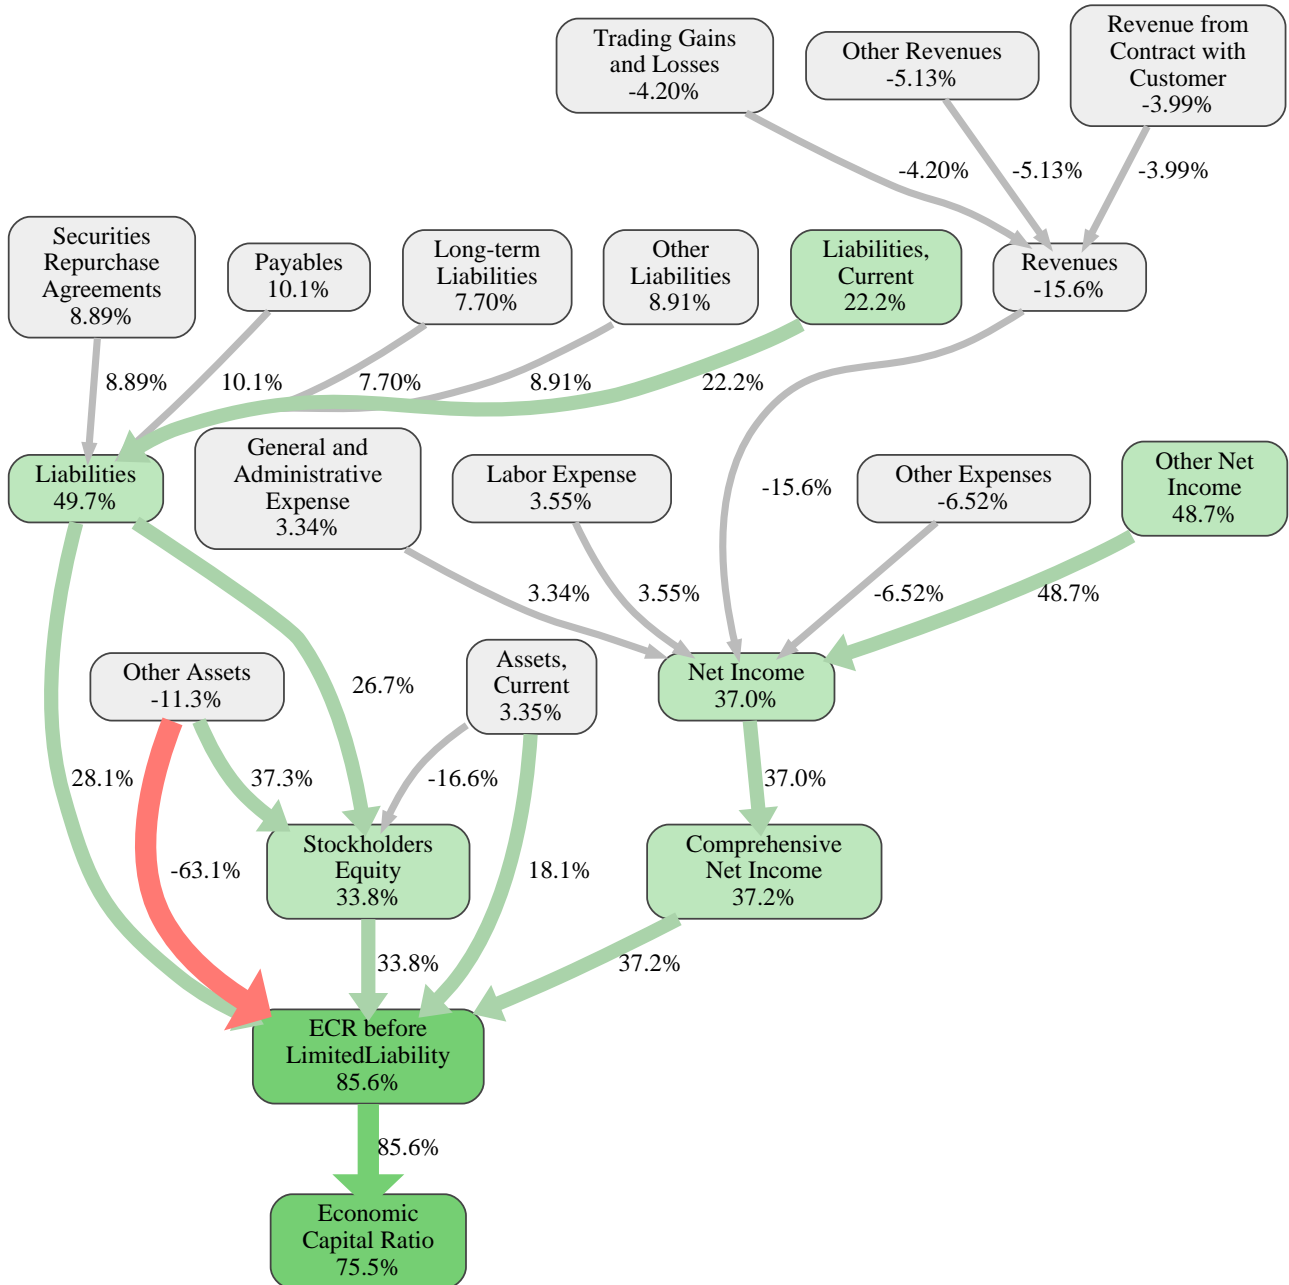 Trading Gains
and Losses
-4.20%
Other Revenues
-5.13%
Revenue from
Contract with
Customer
-3.99%
-4.20%
-5.13%
-3.99%
Securities
Repurchase
Agreements
8.89%
Payables
10.1%
Long-term
Liabilities
7.70%
Other
Liabilities
8.91%
Liabilities,
Current
22.2%
Revenues
-15.6%
8.89%
10.1%
7.70%
8.91%
22.2%
Liabilities
49.7%
General and
Administrative
Expense
3.34%
Labor Expense
3.55%
-15.6%
Other Expenses
-6.52%
Other Net
Income
48.7%
3.34%
3.55%
-6.52%
48.7%
Other Assets
-11.3%
26.7%
Assets,
Current
3.35%
Net Income
37.0%
28.1%
37.3%
-16.6%
37.0%
-63.1%
Stockholders
Equity
33.8%
18.1%
Comprehensive
Net Income
37.2%
33.8%
37.2%
ECR before
LimitedLiability
85.6%
85.6%
Economic
Capital Ratio
75.5%